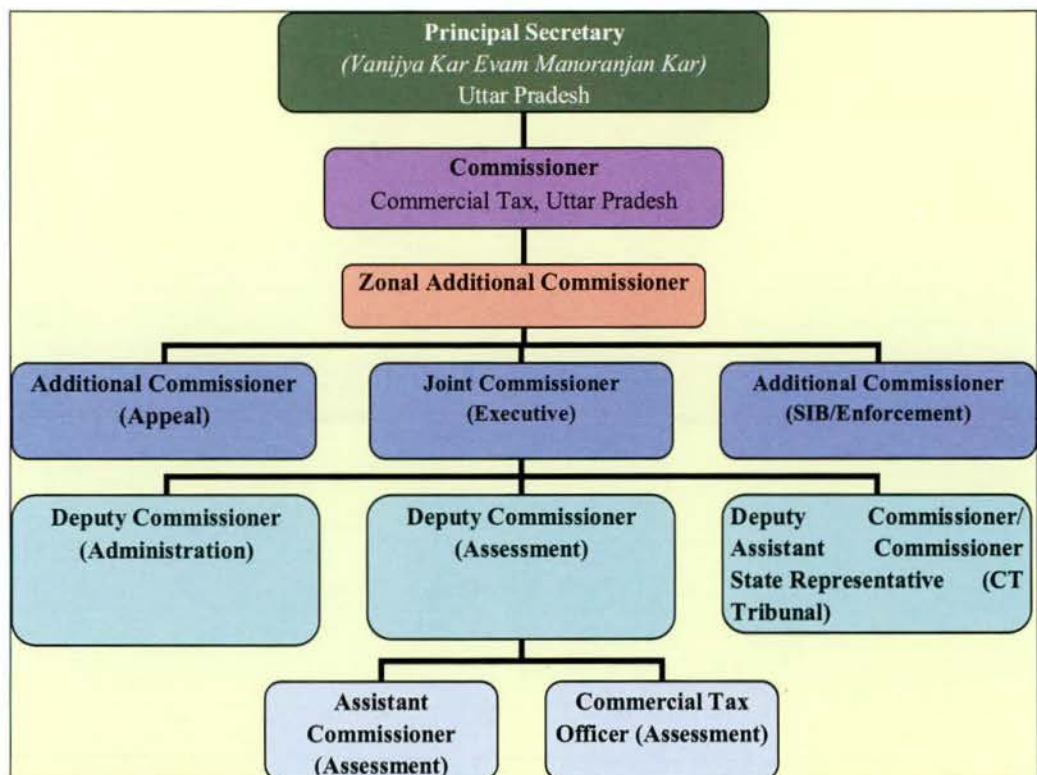 Principal Secretary
(Vanijya Kar Evam Manoranjan Kar)
Uttar Pradesh
Commissioner
Commercial Tax, Uttar Pradesh
Zonal Additional Commissioner
Additional Commissioner
(Appeal)
Joint Commissioner
(Executive)
Additional Commissioner
(SIB/Enforcement)
Deputy Commissioner
(Administration)
Deputy Commissioner
(Assessment)
Deputy Commissioner/
Assistant Commissioner
State Representative (CT
Tribunal)
Assistant
Commissioner
(Assessment)
Commercial Tax
Officer (Assessment)